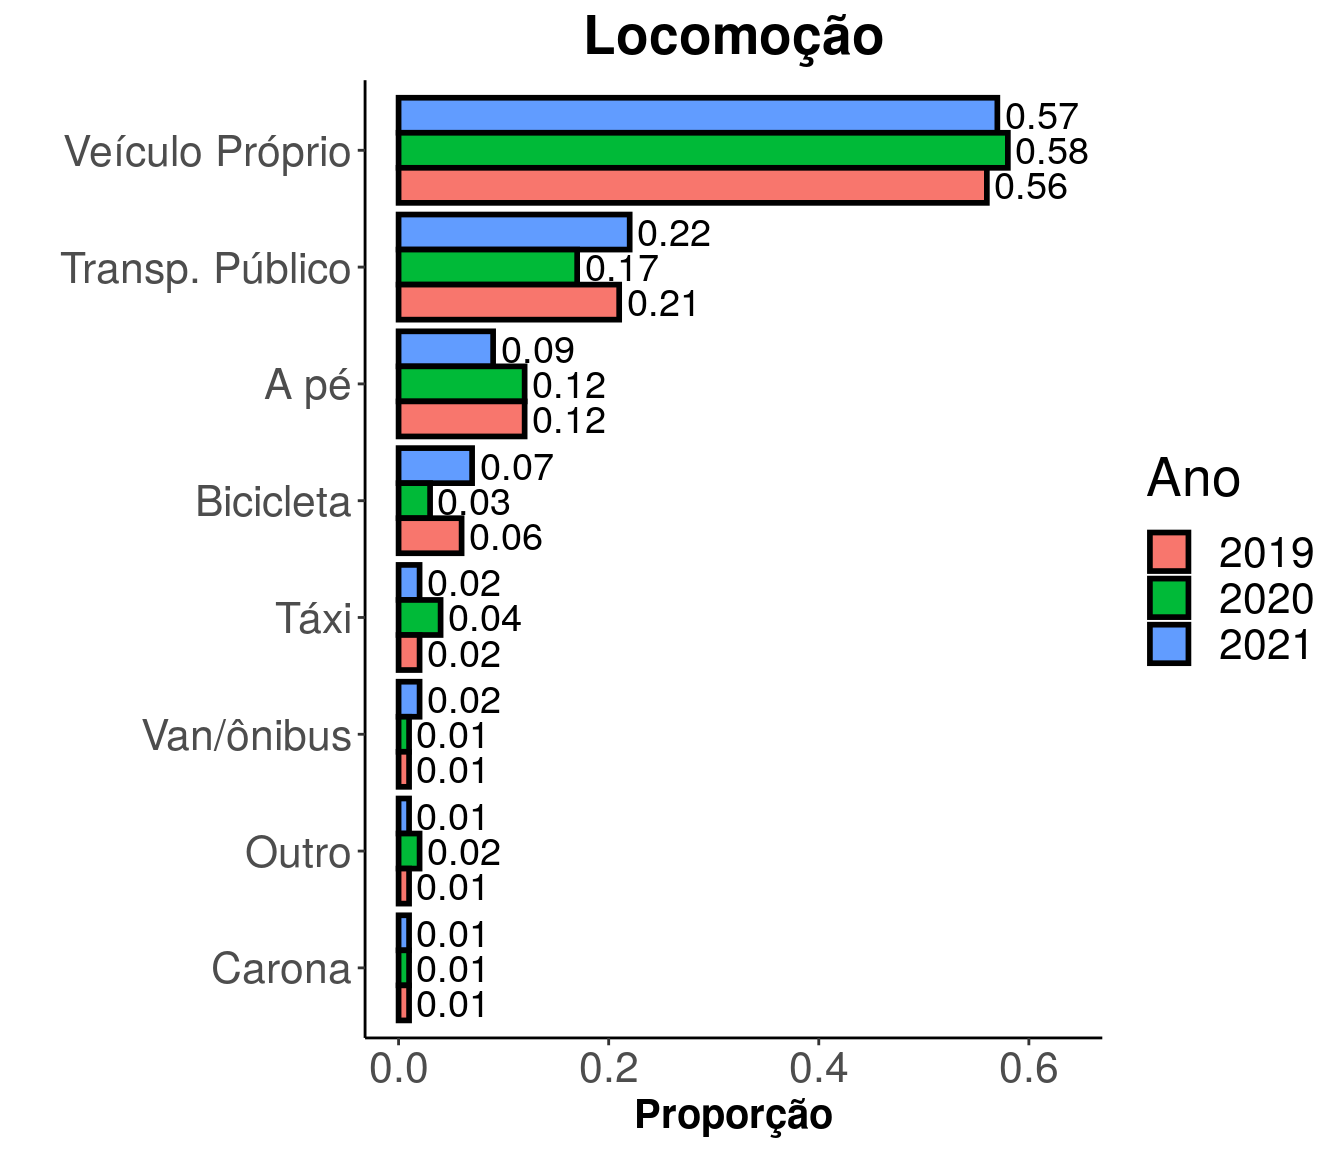 Locomoção
Veículo Próprio
0.57
0.58
0.56
Transp. Público
0.22
0.17
0.21
A pé
0.09
0.12
0.12
Bicicleta
0.07
0.03
0.06
Táxi
0.02
0.04
0.02
Van/ônibus
0.02
0.01
0.01
Outro
0.01
0.02
0.01
Carona
0.01
0.01
0.01
0.0 0.2 0.4 0.6
Proporção
Ano
2019
2020
2021